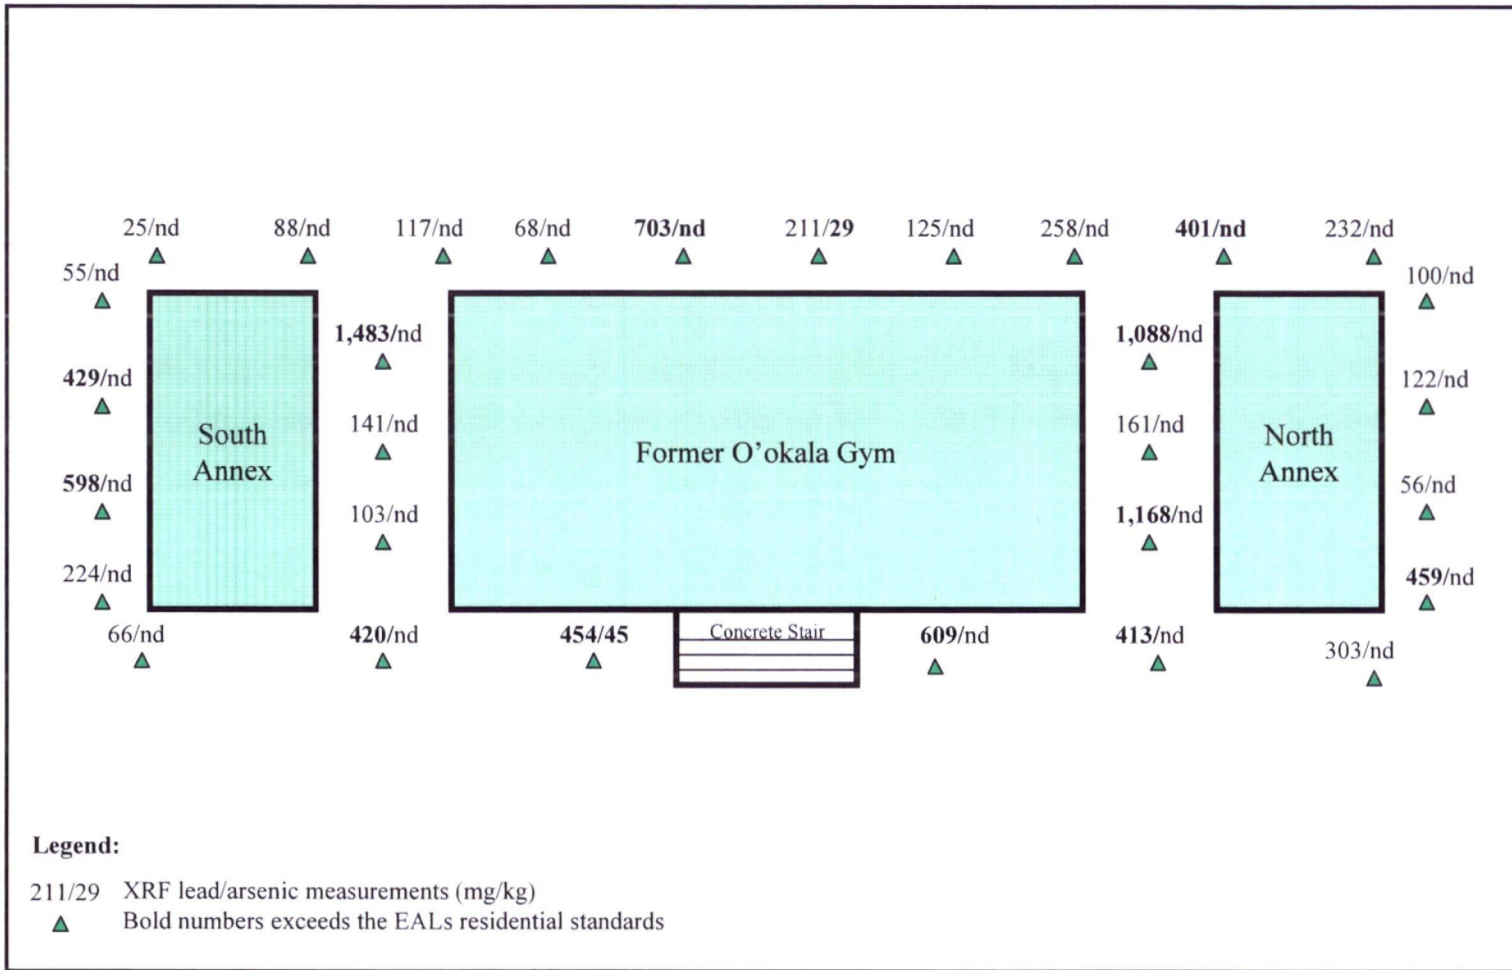 25/nd 88/nd 117/nd 68/nd 703/nd 211/29 125/nd 258/nd 401/nd 232/nd
55/nd 100/nd
1,483/nd 1,088/nd
429/nd 122/nd
141/nd 161/nd
South
Annex
Former O'okala Gym
North
Annex
598/nd 56/nd
103/nd 1,168/nd
224/nd 459/nd
66/nd 420/nd 454/45 Concrete Stair 609/nd 413/nd
303/nd
Legend:
211/29 XRF lead/arsenic measurements (mg/kg)
Bold numbers exceeds the EALs residential standards